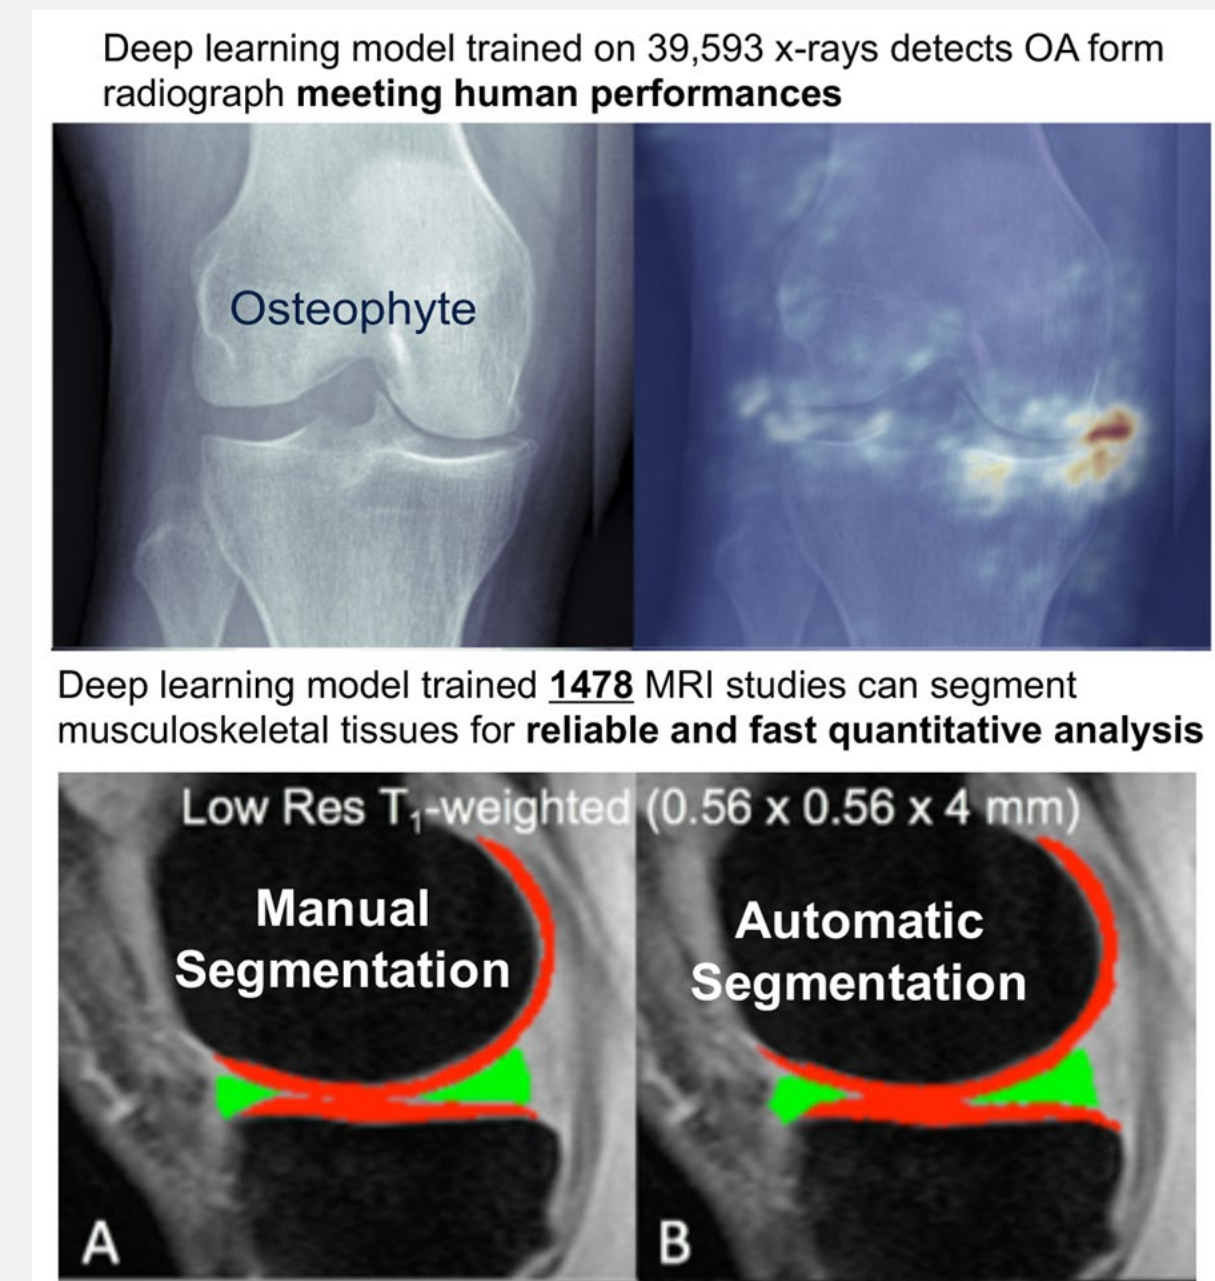 Deep learning model trained on 39,593 x-rays detects OA form
radiograph meeting human performances
Osteophyte
Deep learning model trained 1478 MRI studies can segment
musculoskeletal tissues for reliable and fast quantitative analysis
Low Res T₁-weighted (0.56 x 0.56 x 4 mm)
Manual
Segmentation
Automatic
Segmentation
A
B